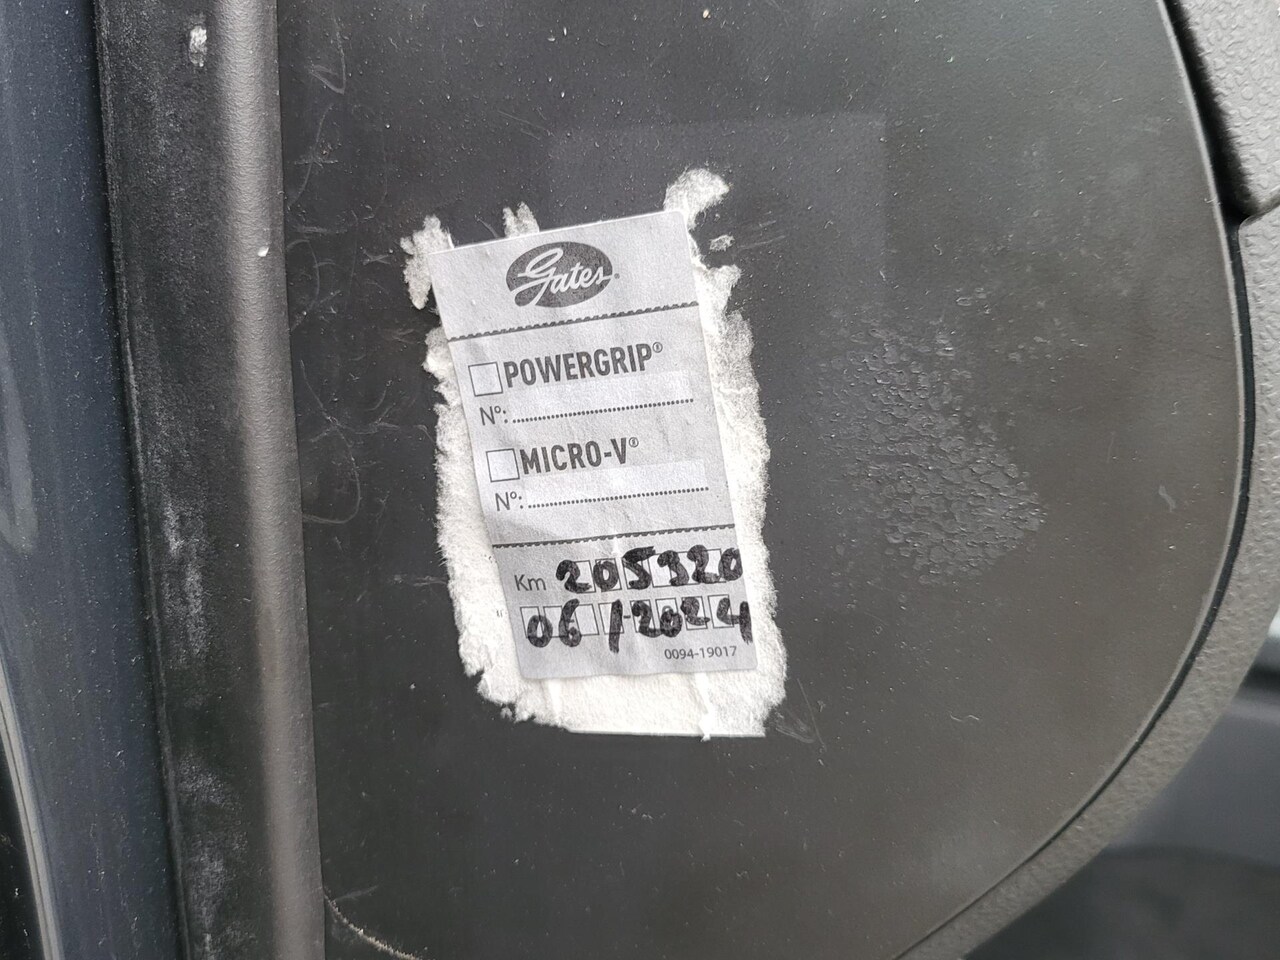 Gates®
POWERGRIP®
Nº:
MICRO-V®
Nº:
Km 205320
06/2024
0094-19017